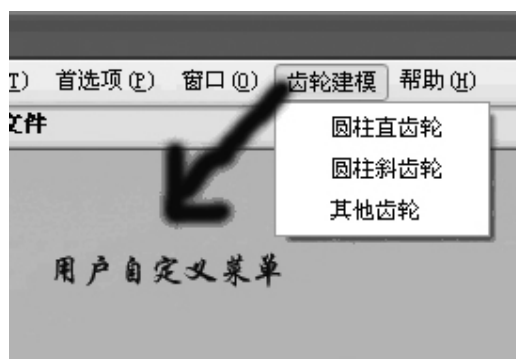 T) 首选项(P) 窗口(O) 齿轮建模 帮助(H)
文件
圆柱直齿轮
圆柱斜齿轮
其他齿轮
用户自定义菜单